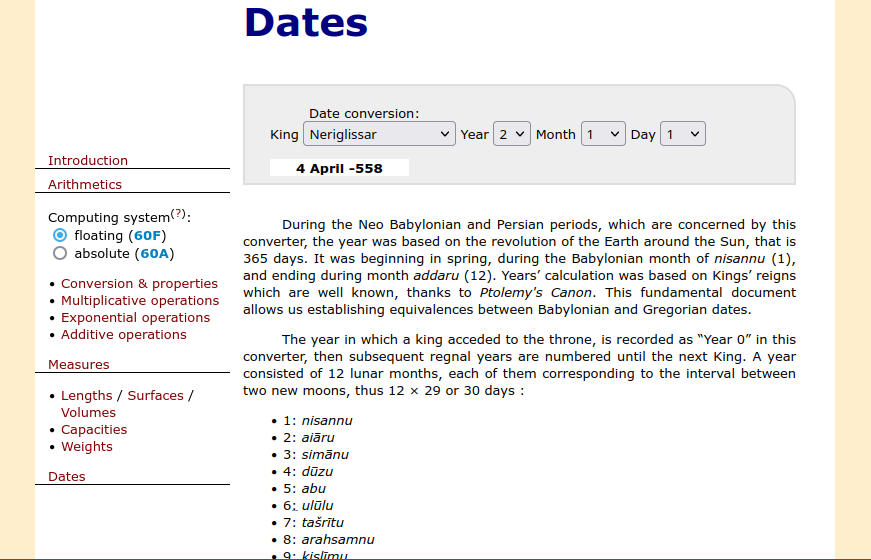 Dates
Date conversion:
King Neriglissar Year 2 Month 1 Day 1
4 April -558
Introduction
Arithmetics
Computing system(?):
floating (60F)
absolute (60A)
• Conversion & properties
• Multiplicative operations
• Exponential operations
• Additive operations
Measures
• Lengths / Surfaces /
Volumes
• Capacities
• Weights
Dates
During the Neo Babylonian and Persian periods, which are concerned by this
converter, the year was based on the revolution of the Earth around the Sun, that is
365 days. It was beginning in spring, during the Babylonian month of nisannu (1),
and ending during month addaru (12). Years' calculation was based on Kings' reigns
which are well known, thanks to Ptolemy's Canon. This fundamental document
allows us establishing equivalences between Babylonian and Gregorian dates.
The year in which a king acceded to the throne, is recorded as “Year 0” in this
converter, then subsequent regnal years are numbered until the next King. A year
consisted of 12 lunar months, each of them corresponding to the interval between
two new moons, thus 12 × 29 or 30 days :
• 1: nisannu
• 2: aiāru
• 3: simānu
• 4: dūzu
• 5: abu
• 6: ulūlu
• 7: tašrītu
• 8: arahsamnu
• 9: kislīmu